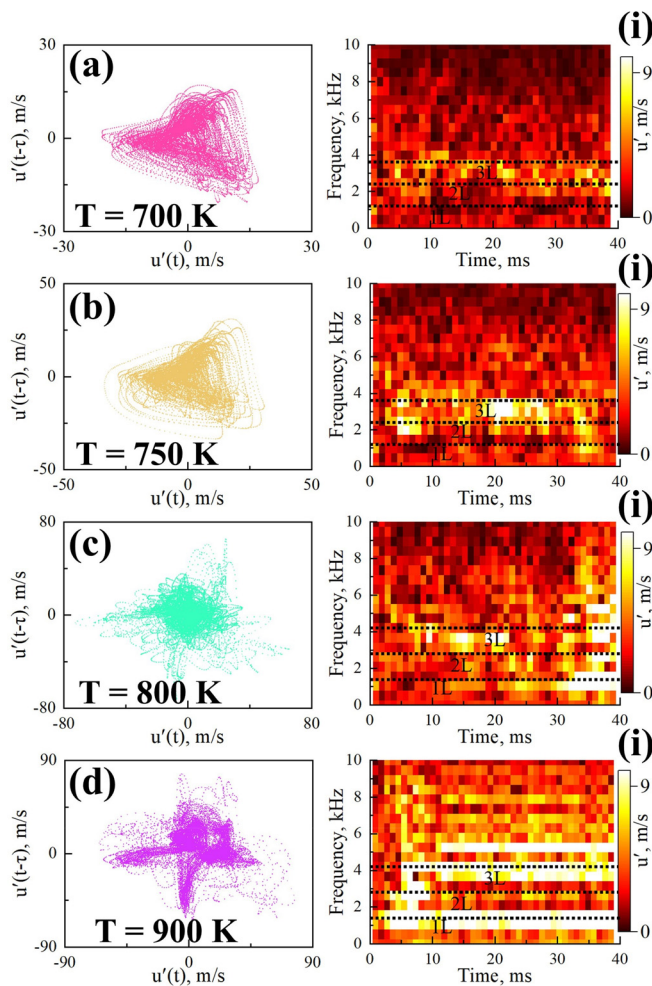 (a)
30
0
-30
-30
0
30
u′(t-τ), m/s
u′(t), m/s
T = 700 K
(i)
10
8
6
4
2
0
Frequency, kHz
3L
2L
1L
0
10
20
30
40
Time, ms
9
0
u′, m/s
(b)
50
0
-50
-50
0
50
u′(t-τ), m/s
u′(t), m/s
T = 750 K
(i)
10
8
6
4
2
0
Frequency, kHz
3L
2L
1L
0
10
20
30
40
Time, ms
9
0
u′, m/s
(c)
80
0
-80
-80
0
80
u′(t-τ), m/s
u′(t), m/s
T = 800 K
(i)
10
8
6
4
2
0
Frequency, kHz
3L
2L
1L
0
10
20
30
40
Time, ms
9
0
u′, m/s
(d)
90
0
-90
-90
0
90
u′(t-τ), m/s
u′(t), m/s
T = 900 K
(i)
10
8
6
4
2
0
Frequency, kHz
3L
2L
1L
0
10
20
30
40
Time, ms
9
0
u′, m/s